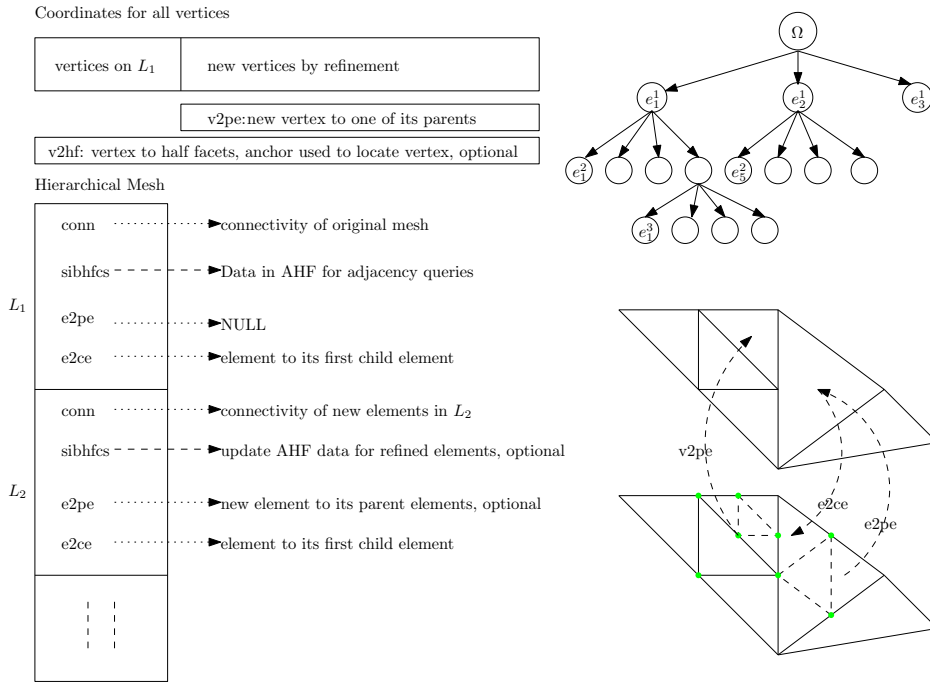 Coordinates for all vertices
vertices on L₁
new vertices by refinement
v2pe:new vertex to one of its parents
v2hf: vertex to half facets, anchor used to locate vertex, optional
Hierarchical Mesh
L₁
conn
connectivity of original mesh
sibhfcs
Data in AHF for adjacency queries
e2pe
NULL
e2ce
element to its first child element
L₂
conn
connectivity of new elements in L₂
sibhfcs
update AHF data for refined elements, optional
e2pe
new element to its parent elements, optional
e2ce
element to its first child element
Ω
e₁¹
e₂¹
e₃¹
e₁²
e₅²
e₁³
v2pe
e2ce
e2pe